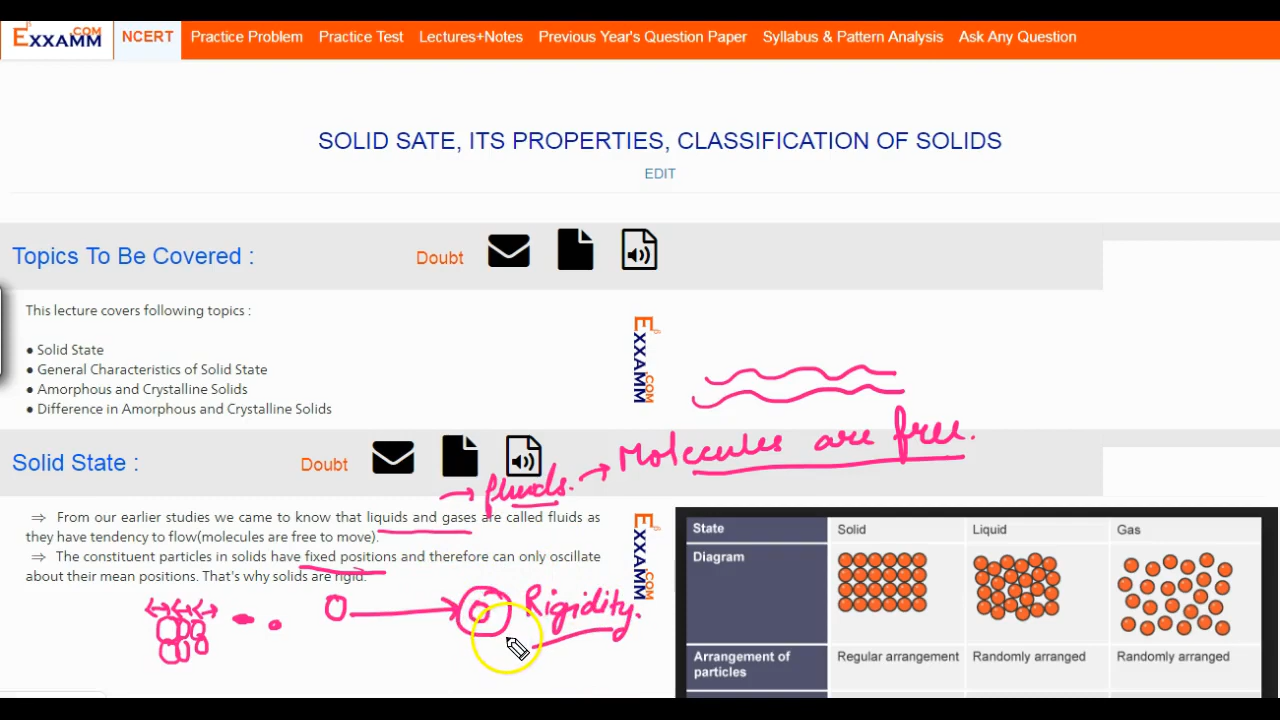 EXXAMM.COM NCERT Practice Problem Practice Test Lectures+Notes Previous Year's Question Paper Syllabus & Pattern Analysis Ask Any Question
SOLID SATE, ITS PROPERTIES, CLASSIFICATION OF SOLIDS
EDIT
Topics To Be Covered :
Doubt
This lecture covers following topics :
● Solid State
● General Characteristics of Solid State
● Amorphous and Crystalline Solids
● Difference in Amorphous and Crystalline Solids
EXXAMM.COM
Molecules are free.
Solid State :
Doubt
→ fluids. →
⇒ From our earlier studies we came to know that liquids and gases are called fluids as
they have tendency to flow(molecules are free to move).
⇒ The constituent particles in solids have fixed positions and therefore can only oscillate
about their mean positions. That's why solids are rigid.
EXXAMM.COM
Rigidity.
State Solid Liquid Gas
Diagram
Arrangement of
particles
Regular arrangement Randomly arranged Randomly arranged